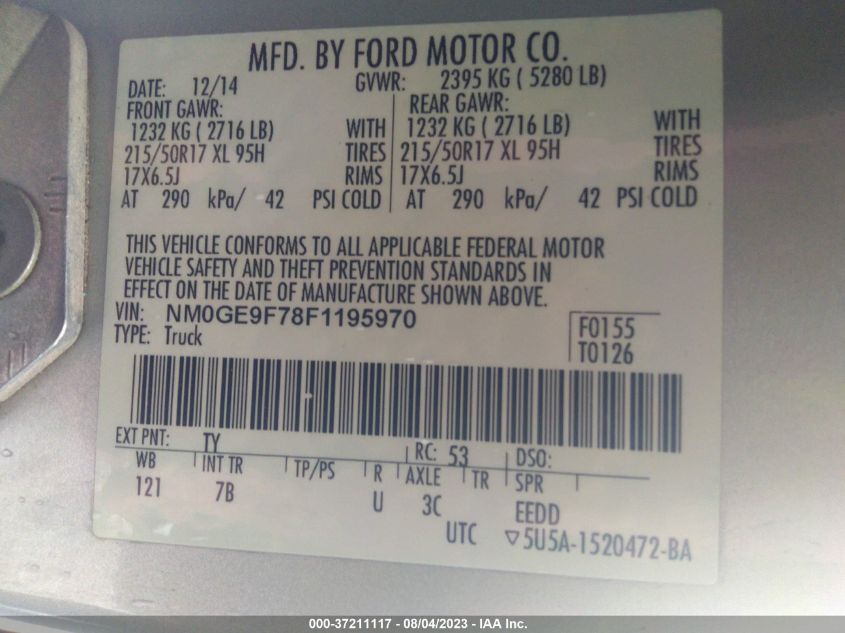 MFD. BY FORD MOTOR CO.
DATE: 12/14 GVWR: 2395 KG ( 5280 LB)
FRONT GAWR: REAR GAWR:
1232 KG ( 2716 LB) WITH 1232 KG ( 2716 LB) WITH
215/50R17 XL 95H TIRES 215/50R17 XL 95H TIRES
17X6.5J RIMS 17X6.5J RIMS
AT 290 kPa/ 42 PSI COLD AT 290 kPa/ 42 PSI COLD
THIS VEHICLE CONFORMS TO ALL APPLICABLE FEDERAL MOTOR
VEHICLE SAFETY AND THEFT PREVENTION STANDARDS IN
EFFECT ON THE DATE OF MANUFACTURE SHOWN ABOVE.
VIN: NM0GE9F78F1195970
TYPE: Truck
F0155
T0126
EXT PNT: TY RC: 53 DSO:
WB INT TR TP/PS R AXLE TR SPR
121 7B U 3C EEDD
UTC ▽5U5A-1520472-BA
000-37211117 - 08/04/2023 - IAA Inc.